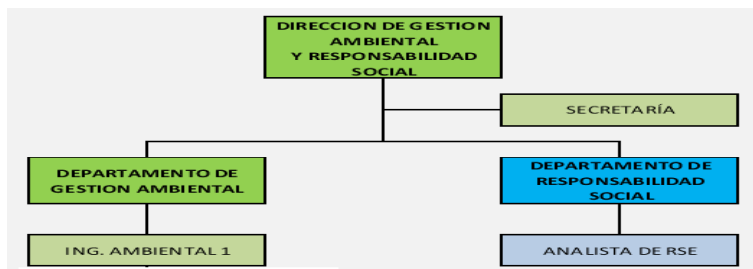 DIRECCION DE GESTION
AMBIENTAL
Y RESPONSABILIDAD
SOCIAL
SECRETARÍA
DEPARTAMENTO DE
GESTION AMBIENTAL
DEPARTAMENTO DE
RESPONSABILIDAD
SOCIAL
ING. AMBIENTAL 1
ANALISTA DE RSE